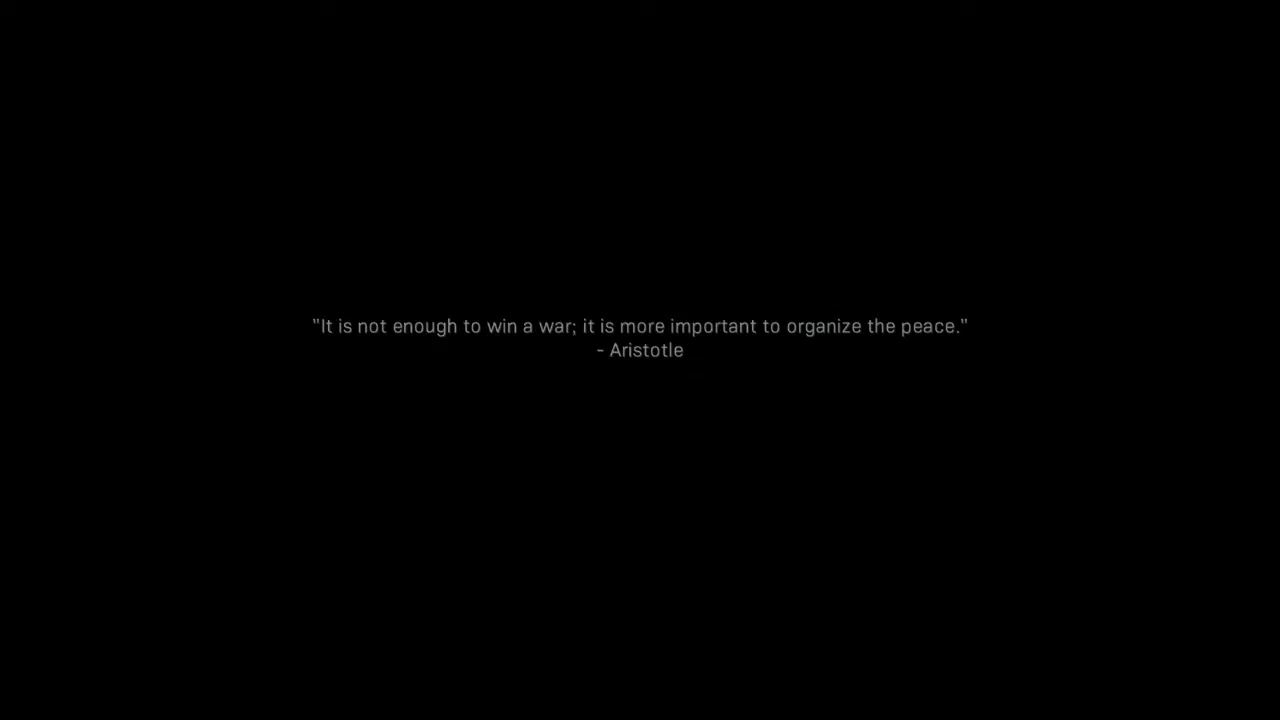 "It is not enough to win a war; it is more important to organize the peace."
- Aristotle